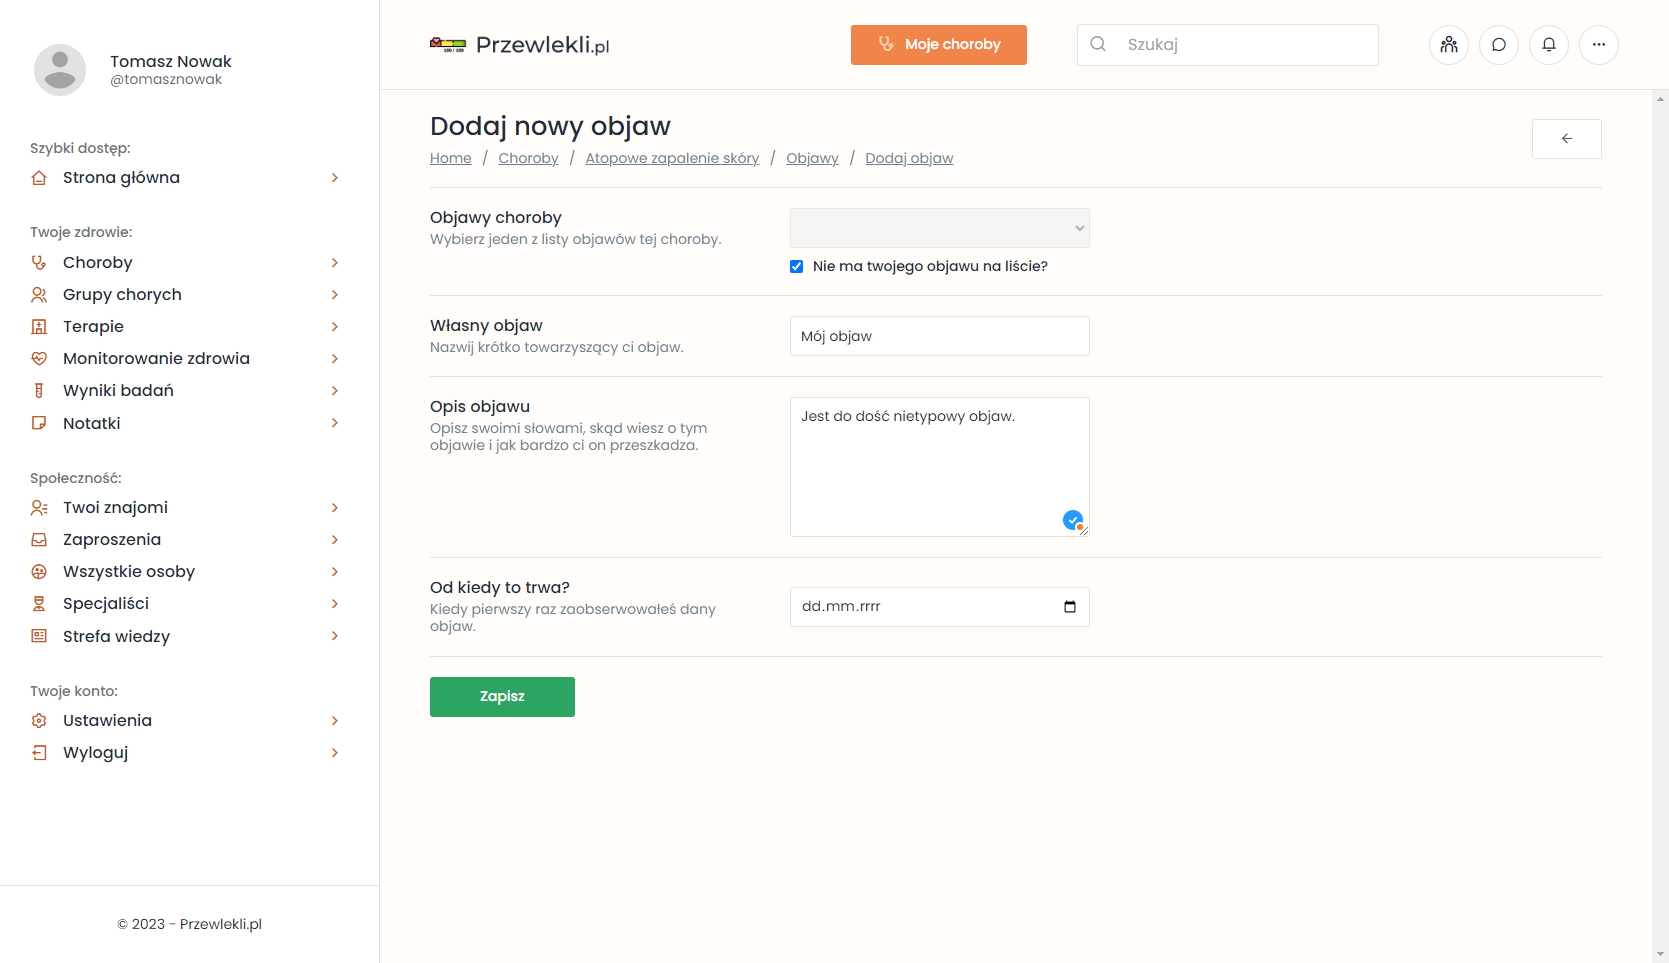 Tomasz Nowak
@tomasznowak
Szybki dostęp:
Strona główna
Twoje zdrowie:
Choroby
Grupy chorych
Terapie
Monitorowanie zdrowia
Wyniki badań
Notatki
Społeczność:
Twoi znajomi
Zaproszenia
Wszystkie osoby
Specjaliści
Strefa wiedzy
Twoje konto:
Ustawienia
Wyloguj
© 2023 - Przewlekli.pl
100 / 100
Przewlekli.pl
Moje choroby
Szukaj
Dodaj nowy objaw
Home / Choroby / Atopowe zapalenie skóry / Objawy / Dodaj objaw
Objawy choroby
Wybierz jeden z listy objawów tej choroby.
Nie ma twojego objawu na liście?
Własny objaw
Nazwij krótko towarzyszący ci objaw.
Mój objaw
Opis objawu
Opisz swoimi słowami, skąd wiesz o tym
objawie i jak bardzo ci on przeszkadza.
Jest do dość nietypowy objaw.
Od kiedy to trwa?
Kiedy pierwszy raz zaobserwowałeś dany
objaw.
dd.mm.rrrr
Zapisz